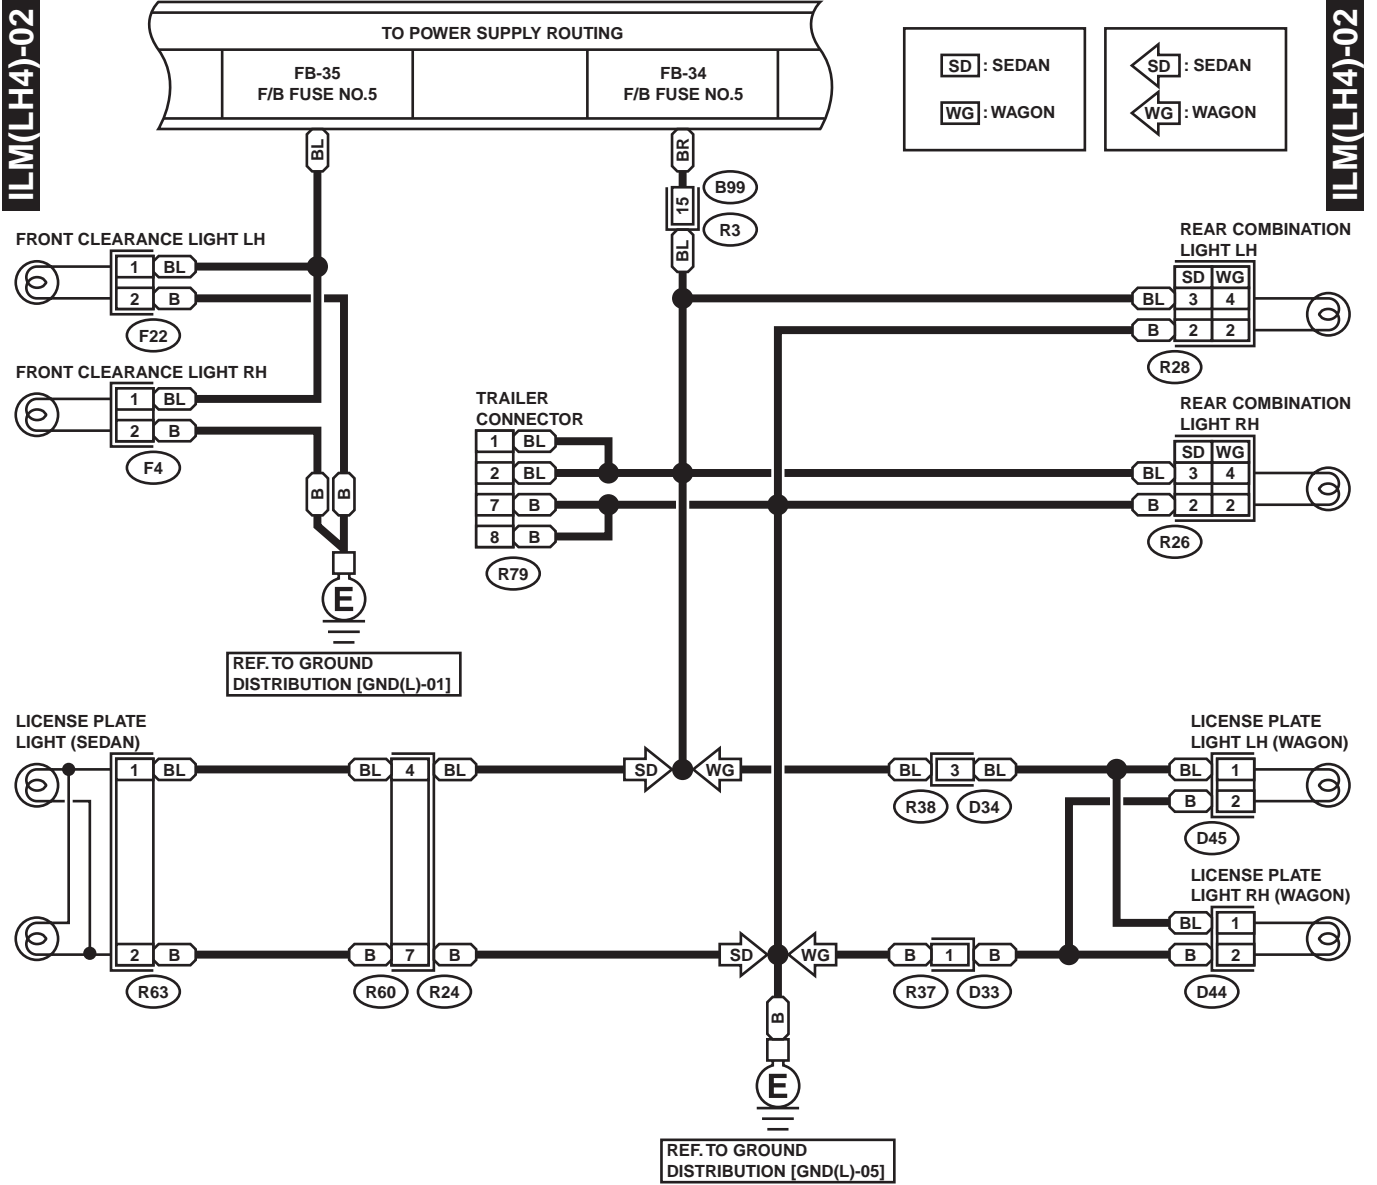 ILM(LH4)-02
ILM(LH4)-02
TO POWER SUPPLY ROUTING
FB-35
F/B FUSE NO.5
FB-34
F/B FUSE NO.5
SD : SEDAN
WG : WAGON
SD : SEDAN
WG : WAGON
BL
BR
15
B99
R3
BL
FRONT CLEARANCE LIGHT LH
1 BL
2 B
F22
FRONT CLEARANCE LIGHT RH
1 BL
2 B
F4
B
B
E
REF. TO GROUND
DISTRIBUTION [GND(L)-01]
TRAILER
CONNECTOR
1 BL
2 BL
7 B
8 B
R79
REAR COMBINATION
LIGHT LH
SD WG
BL 3 4
B 2 2
R28
REAR COMBINATION
LIGHT RH
SD WG
BL 3 4
B 2 2
R26
LICENSE PLATE
LIGHT (SEDAN)
1 BL
BL 4 BL
SD
WG
BL 3 BL
R38
D34
LICENSE PLATE
LIGHT LH (WAGON)
BL 1
B 2
D45
LICENSE PLATE
LIGHT RH (WAGON)
BL 1
B 2
D44
2 B
B 7 B
SD
WG
B 1 B
R63
R60
R24
R37
D33
B
E
REF. TO GROUND
DISTRIBUTION [GND(L)-05]